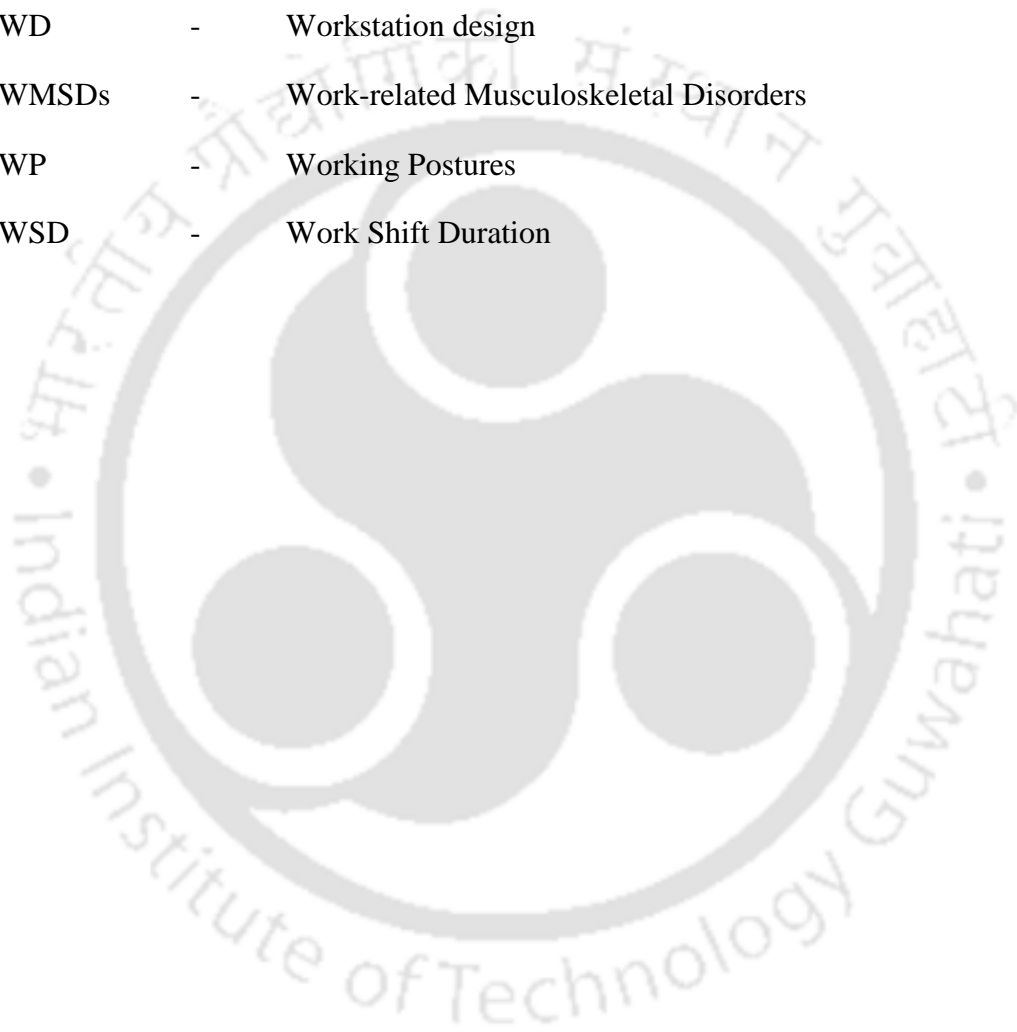 WD - Workstation design
WMSDs - Work-related Musculoskeletal Disorders
WP - Working Postures
WSD - Work Shift Duration
भारतीय प्रौद्योगिकी संस्थान गुवाहाटी
Indian Institute of Technology Guwahati